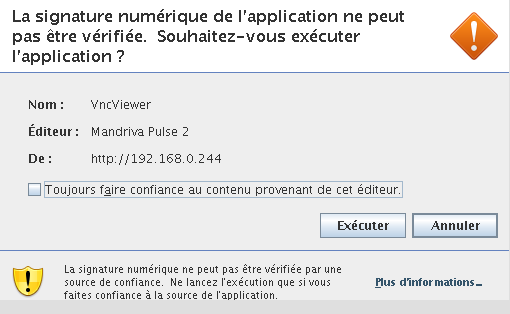 La signature numérique de l'application ne peut
pas être vérifiée. Souhaitez-vous exécuter
l'application ?
Nom : VncViewer
Éditeur : Mandriva Pulse 2
De : http://192.168.0.244
Toujours faire confiance au contenu provenant de cet éditeur.
Exécuter Annuler
La signature numérique ne peut pas être vérifiée par une
source de confiance. Ne lancez l'exécution que si vous
faites confiance à la source de l'application.
Plus d'informations...